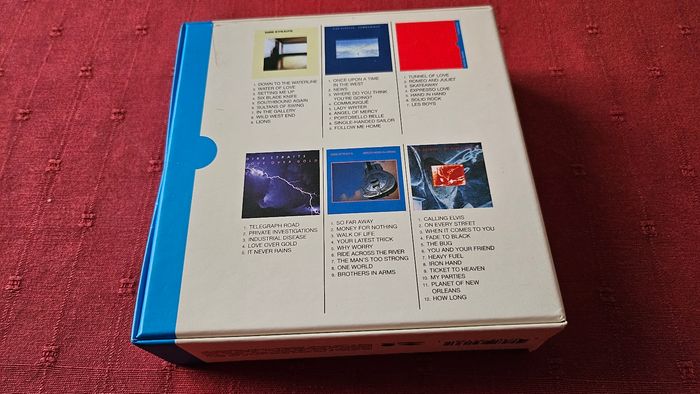 DIRE STRAITS
1. DOWN TO THE WATERLINE
2. WATER OF LOVE
3. SETTING ME UP
4. SIX BLADE KNIFE
5. SOUTHBOUND AGAIN
6. SULTANS OF SWING
7. IN THE GALLERY
8. WILD WEST END
9. LIONS
1. ONCE UPON A TIME
IN THE WEST
2. NEWS
3. WHERE DO YOU THINK
YOU'RE GOING?
4. COMMUNIQUÉ
5. LADY WRITER
6. ANGEL OF MERCY
7. PORTOBELLO BELLE
8. SINGLE-HANDED SAILOR
9. FOLLOW ME HOME
1. TUNNEL OF LOVE
2. ROMEO AND JULIET
3. SKATEAWAY
4. EXPRESSO LOVE
5. HAND IN HAND
6. SOLID ROCK
7. LES BOYS
DIRE STRAITS
LOVE OVER GOLD
1. TELEGRAPH ROAD
2. PRIVATE INVESTIGATIONS
3. INDUSTRIAL DISEASE
4. LOVE OVER GOLD
5. IT NEVER RAINS
DIRE STRAITS
BROTHERS IN ARMS
1. SO FAR AWAY
2. MONEY FOR NOTHING
3. WALK OF LIFE
4. YOUR LATEST TRICK
5. WHY WORRY
6. RIDE ACROSS THE RIVER
7. THE MAN'S TOO STRONG
8. ONE WORLD
9. BROTHERS IN ARMS
1. CALLING ELVIS
2. ON EVERY STREET
3. WHEN IT COMES TO YOU
4. FADE TO BLACK
5. THE BUG
6. YOU AND YOUR FRIEND
7. HEAVY FUEL
8. IRON HAND
9. TICKET TO HEAVEN
10. MY PARTIES
11. PLANET OF NEW
ORLEANS
12. HOW LONG